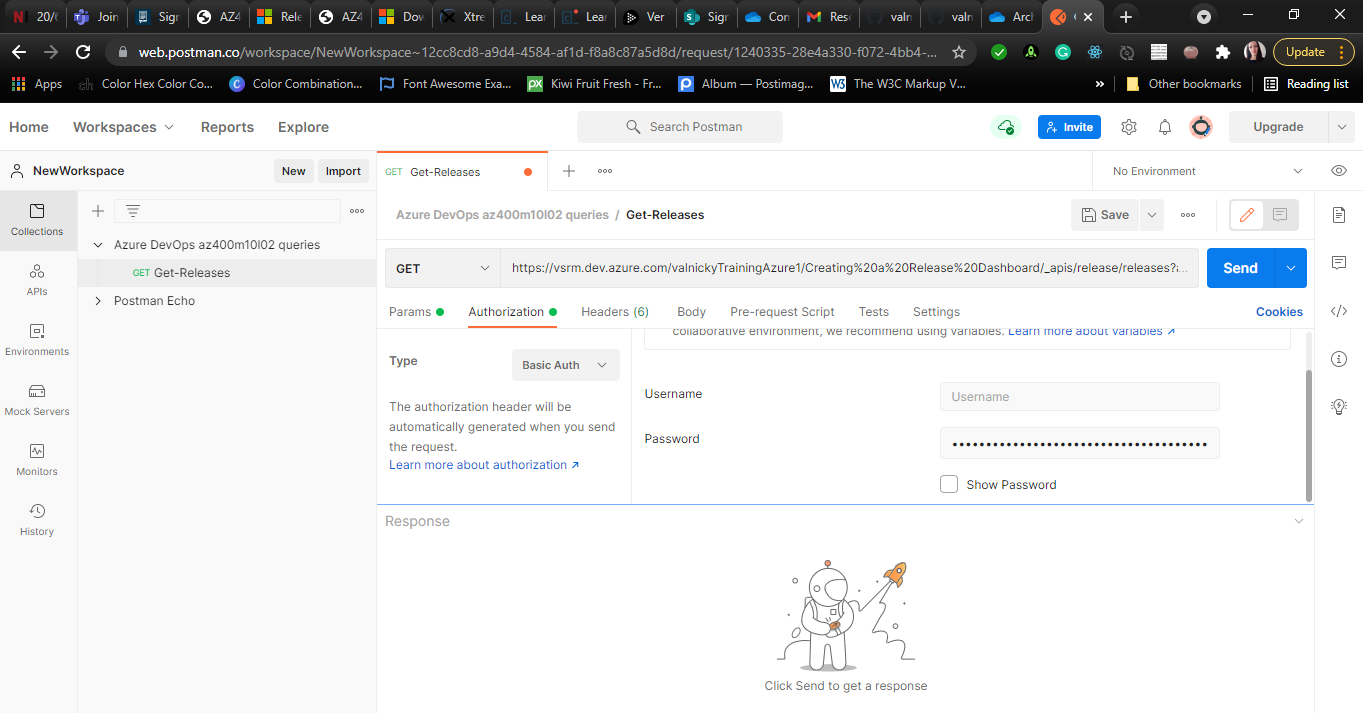 20/6
Join
Sigr
AZ4
Rele
AZ4
Dov
Xtre
Lear
Lear
Ver
Sigr
Con
Rese
valn
valn
Arch
web.postman.co/workspace/NewWorkspace~12cc8cd8-a9d4-4584-af1d-f8a8c87a5d8d/request/1240335-28e4a330-f072-4bb4-...
Update
Apps
Color Hex Color Co...
Color Combination...
Font Awesome Exa...
Kiwi Fruit Fresh - Fr...
Album — Postimag...
The W3C Markup V...
»
Other bookmarks
Reading list
Home
Workspaces
Reports
Explore
Search Postman
Invite
Upgrade
NewWorkspace
New
Import
GET Get-Releases
No Environment
Collections
APIs
Environments
Mock Servers
Monitors
History
Azure DevOps az400m10l02 queries
GET Get-Releases
Postman Echo
Azure DevOps az400m10l02 queries / Get-Releases
Save
GET
https://vsrm.dev.azure.com/valnickyTrainingAzure1/Creating%20a%20Release%20Dashboard/_apis/release/releases?a...
Send
Params
Authorization
Headers (6)
Body
Pre-request Script
Tests
Settings
Cookies
collaborative environment, we recommend using variables. Learn more about variables ↗
Type
Basic Auth
The authorization header will be
automatically generated when you send
the request.
Learn more about authorization ↗
Username
Username
Password
Show Password
Response
Click Send to get a response